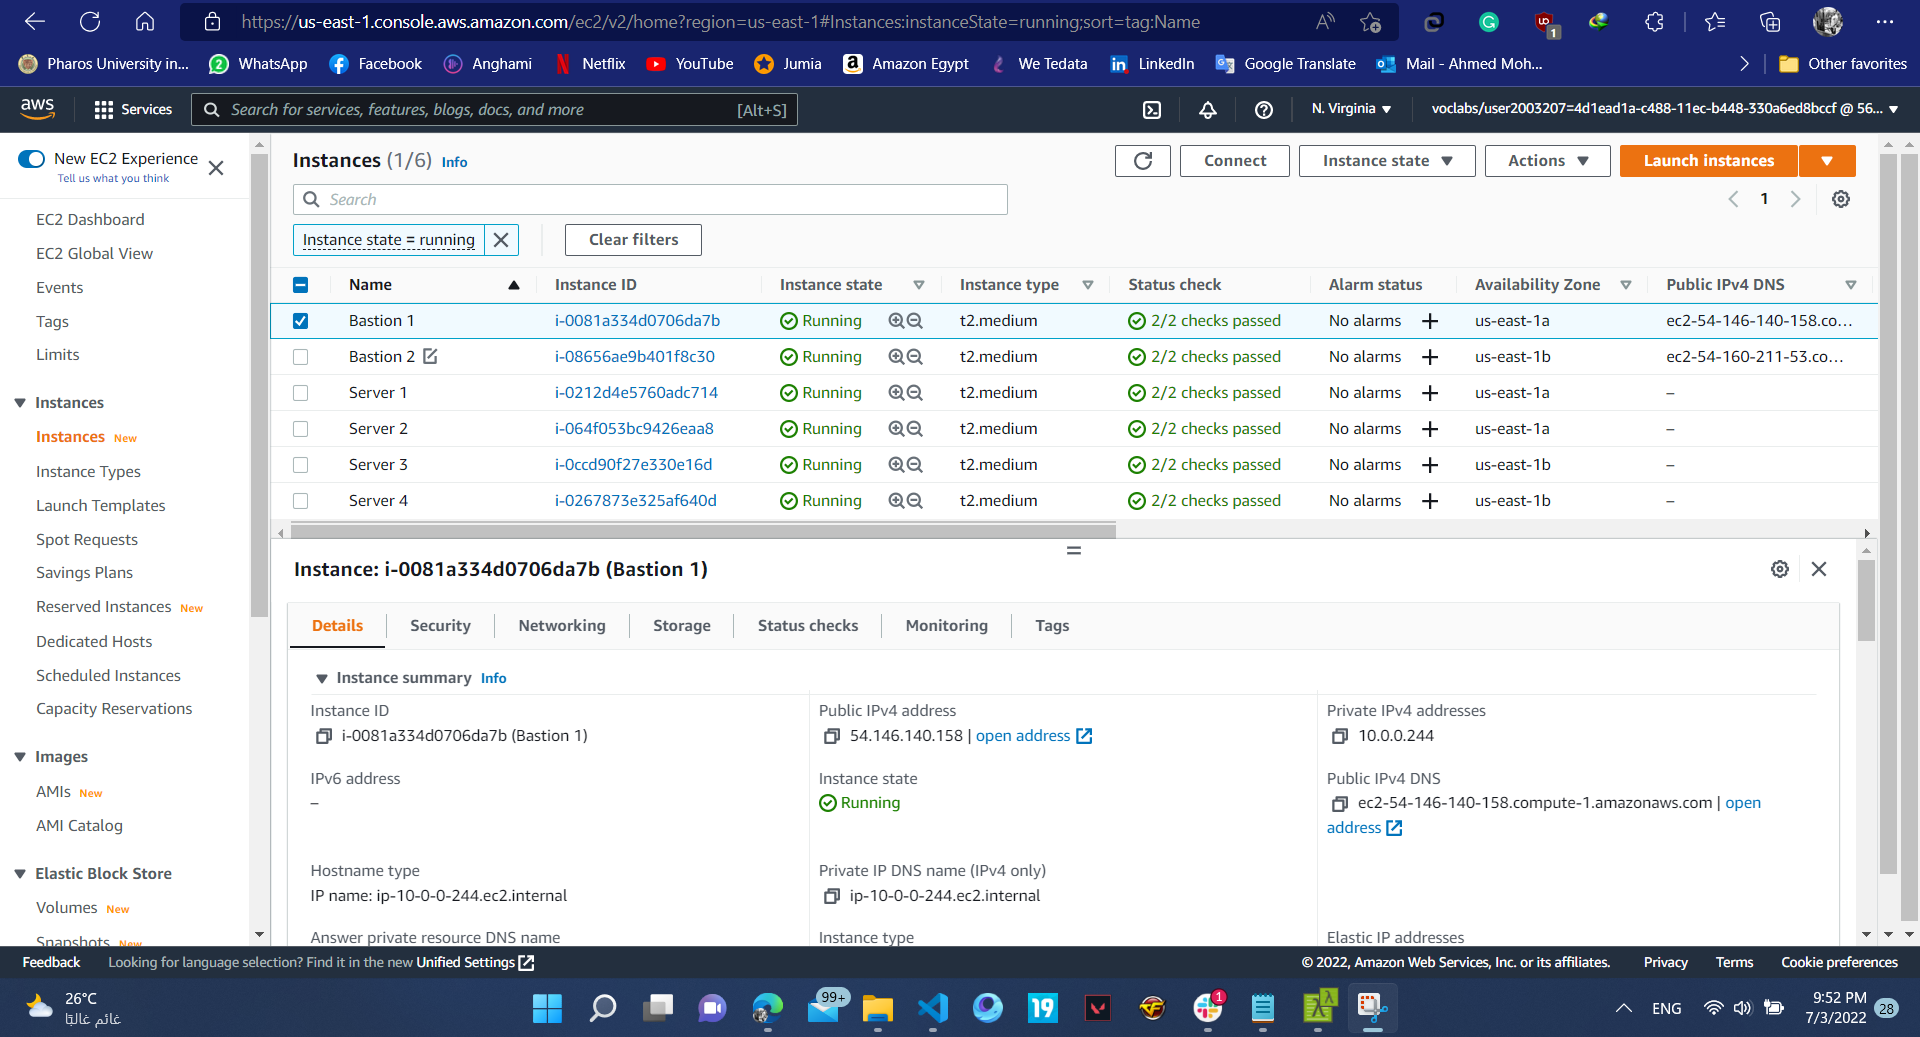 https://us-east-1.console.aws.amazon.com/ec2/v2/home?region=us-east-1#Instances:instanceState=running;sort=tag:Name
Pharos University in... WhatsApp Facebook Anghami Netflix YouTube Jumia Amazon Egypt We Tedata LinkedIn Google Translate Mail - Ahmed Moh... Other favorites
aws Services Search for services, features, blogs, docs, and more [Alt+S] N. Virginia voclabs/user2003207=4d1ead1a-c488-11ec-b448-330a6ed8bccf @ 56...
New EC2 Experience
Tell us what you think
EC2 Dashboard
EC2 Global View
Events
Tags
Limits
Instances
Instances New
Instance Types
Launch Templates
Spot Requests
Savings Plans
Reserved Instances New
Dedicated Hosts
Scheduled Instances
Capacity Reservations
Images
AMIs New
AMI Catalog
Elastic Block Store
Volumes New
Snapshots New
Instances (1/6) Info Connect Instance state Actions Launch instances
Search 1
Instance state = running Clear filters
Name Instance ID Instance state Instance type Status check Alarm status Availability Zone Public IPv4 DNS
Bastion 1 i-0081a334d0706da7b Running t2.medium 2/2 checks passed No alarms + us-east-1a ec2-54-146-140-158.co...
Bastion 2 i-08656ae9b401f8c30 Running t2.medium 2/2 checks passed No alarms + us-east-1b ec2-54-160-211-53.co...
Server 1 i-0212d4e5760adc714 Running t2.medium 2/2 checks passed No alarms + us-east-1a –
Server 2 i-064f053bc9426eaa8 Running t2.medium 2/2 checks passed No alarms + us-east-1a –
Server 3 i-0ccd90f27e330e16d Running t2.medium 2/2 checks passed No alarms + us-east-1b –
Server 4 i-0267873e325af640d Running t2.medium 2/2 checks passed No alarms + us-east-1b –
Instance: i-0081a334d0706da7b (Bastion 1)
Details Security Networking Storage Status checks Monitoring Tags
Instance summary Info
Instance ID
i-0081a334d0706da7b (Bastion 1)
Public IPv4 address
54.146.140.158 | open address
Private IPv4 addresses
10.0.0.244
IPv6 address
–
Instance state
Running
Public IPv4 DNS
ec2-54-146-140-158.compute-1.amazonaws.com | open
address
Hostname type
IP name: ip-10-0-0-244.ec2.internal
Private IP DNS name (IPv4 only)
ip-10-0-0-244.ec2.internal
Answer private resource DNS name
Instance type
Elastic IP addresses
Feedback Looking for language selection? Find it in the new Unified Settings © 2022, Amazon Web Services, Inc. or its affiliates. Privacy Terms Cookie preferences
26°C
غائم غالبًا
99+
19
1
ENG
9:52 PM
7/3/2022
28